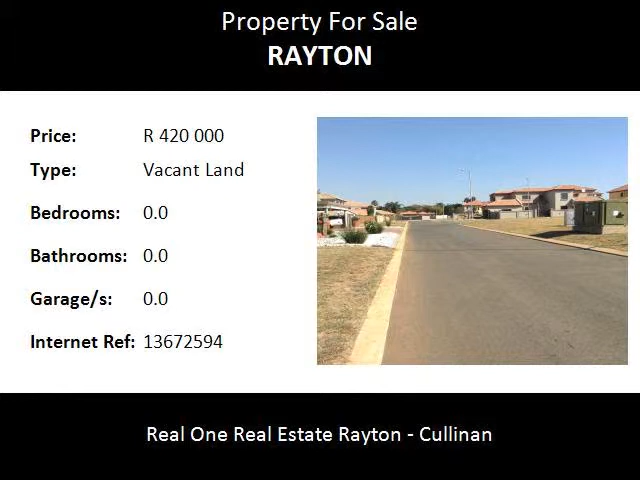 Property For Sale
RAYTON
Price: R 420 000
Type: Vacant Land
Bedrooms: 0.0
Bathrooms: 0.0
Garage/s: 0.0
Internet Ref: 13672594
Real One Real Estate Rayton - Cullinan